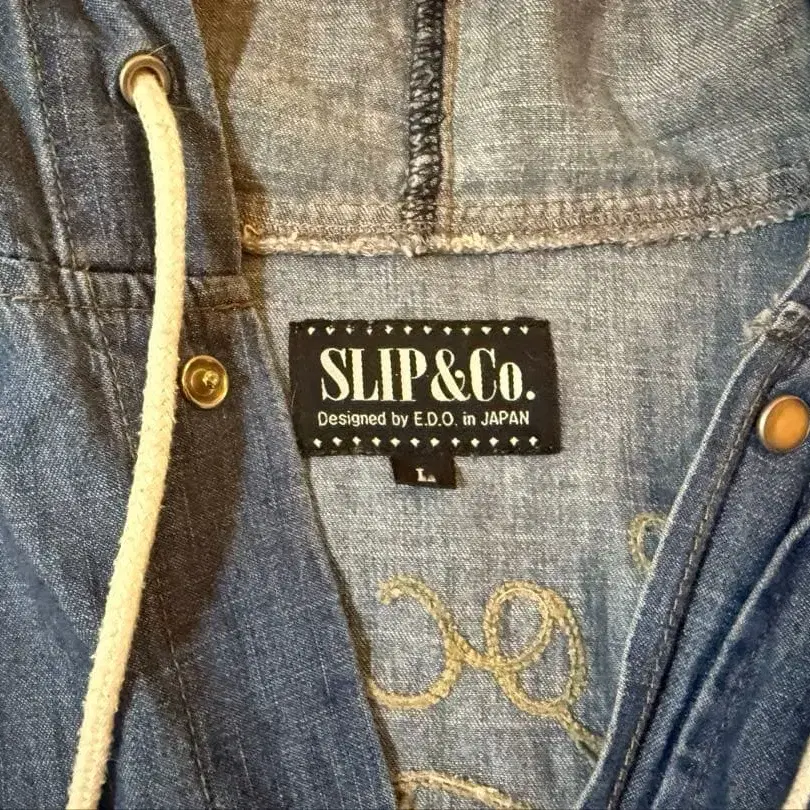 SLIP&Co.
Designed by E.D.O. in JAPAN
L